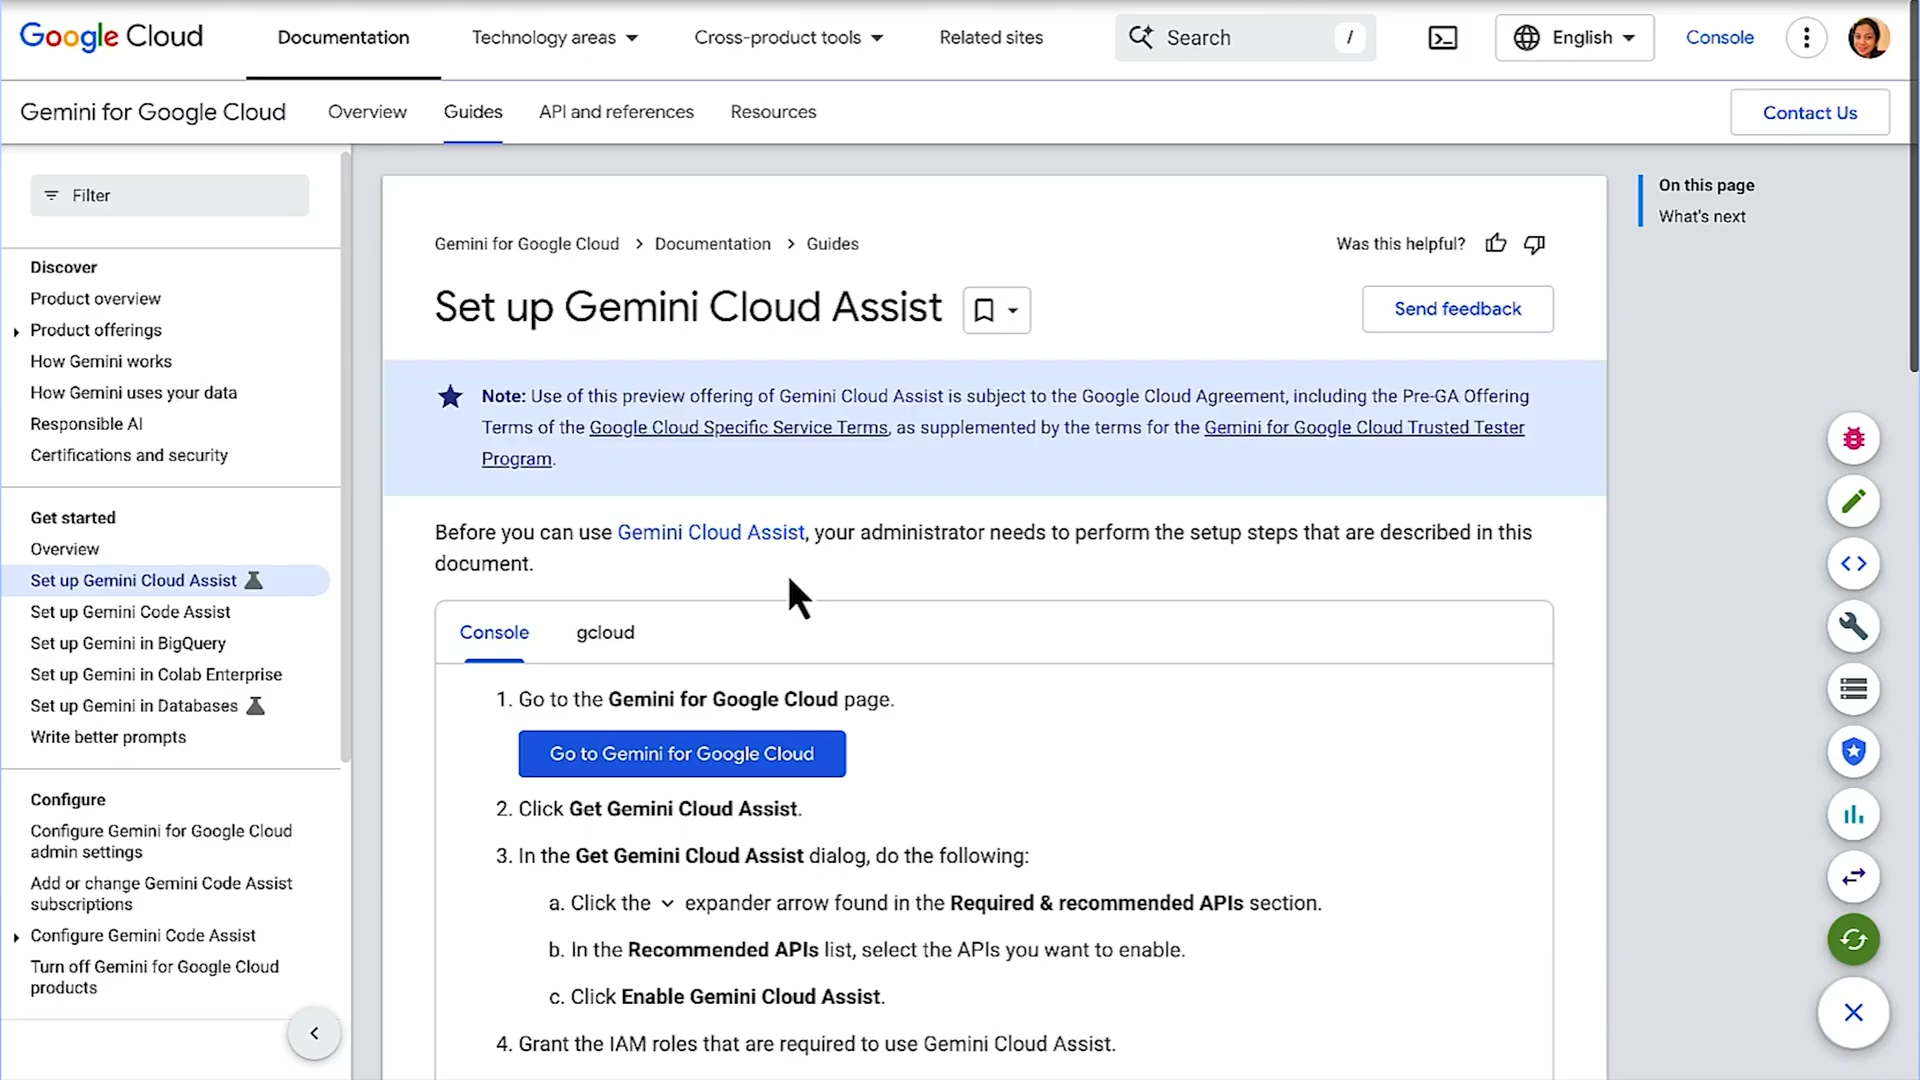 Google Cloud
Documentation
Technology areas
Cross-product tools
Related sites
Search
/
English
Console
Gemini for Google Cloud
Overview
Guides
API and references
Resources
Contact Us
Filter
Discover
Product overview
Product offerings
How Gemini works
How Gemini uses your data
Responsible AI
Certifications and security
Get started
Overview
Set up Gemini Cloud Assist
Set up Gemini Code Assist
Set up Gemini in BigQuery
Set up Gemini in Colab Enterprise
Set up Gemini in Databases
Write better prompts
Configure
Configure Gemini for Google Cloud
admin settings
Add or change Gemini Code Assist
subscriptions
Configure Gemini Code Assist
Turn off Gemini for Google Cloud
products
Gemini for Google Cloud > Documentation > Guides
Was this helpful?
Set up Gemini Cloud Assist
Send feedback
Note: Use of this preview offering of Gemini Cloud Assist is subject to the Google Cloud Agreement, including the Pre-GA Offering
Terms of the Google Cloud Specific Service Terms, as supplemented by the terms for the Gemini for Google Cloud Trusted Tester
Program.
Before you can use Gemini Cloud Assist, your administrator needs to perform the setup steps that are described in this
document.
Console
gcloud
1. Go to the Gemini for Google Cloud page.
Go to Gemini for Google Cloud
2. Click Get Gemini Cloud Assist.
3. In the Get Gemini Cloud Assist dialog, do the following:
a. Click the expander arrow found in the Required & recommended APIs section.
b. In the Recommended APIs list, select the APIs you want to enable.
c. Click Enable Gemini Cloud Assist.
4. Grant the IAM roles that are required to use Gemini Cloud Assist.
On this page
What's next